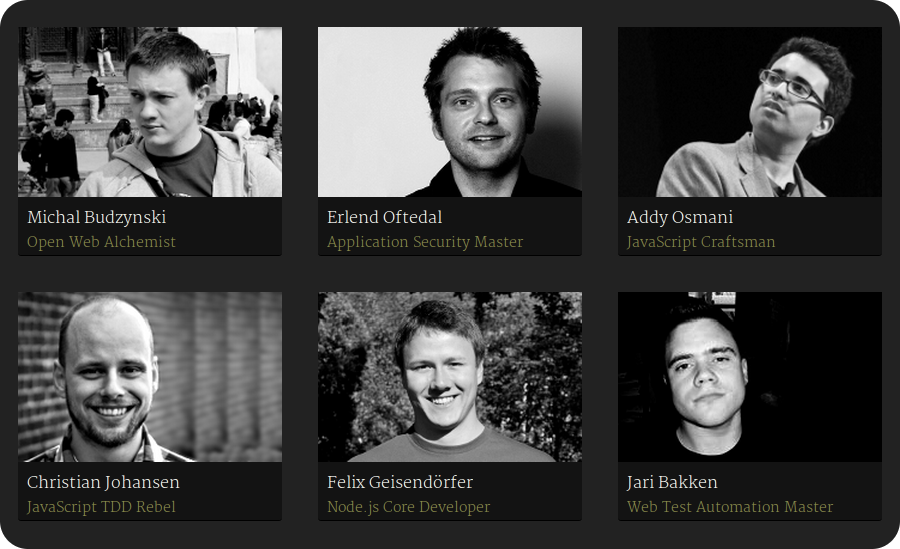 Michal Budzynski
Open Web Alchemist
Erlend Oftedal
Application Security Master
Addy Osmani
JavaScript Craftsman
Christian Johansen
JavaScript TDD Rebel
Felix Geisendörfer
Node.js Core Developer
Jari Bakken
Web Test Automation Master